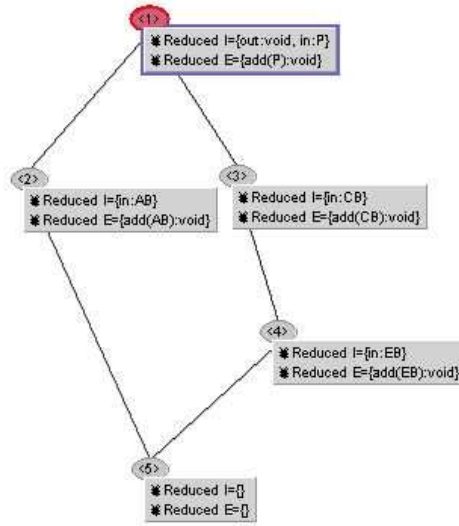 <1>
Reduced I={out:void, in:P}
Reduced E={add(P):void}
<2>
Reduced I={in:AB}
Reduced E={add(AB):void}
<3>
Reduced I={in:CB}
Reduced E={add(CB):void}
<4>
Reduced I={in:EB}
Reduced E={add(EB):void}
<5>
Reduced I={}
Reduced E={}